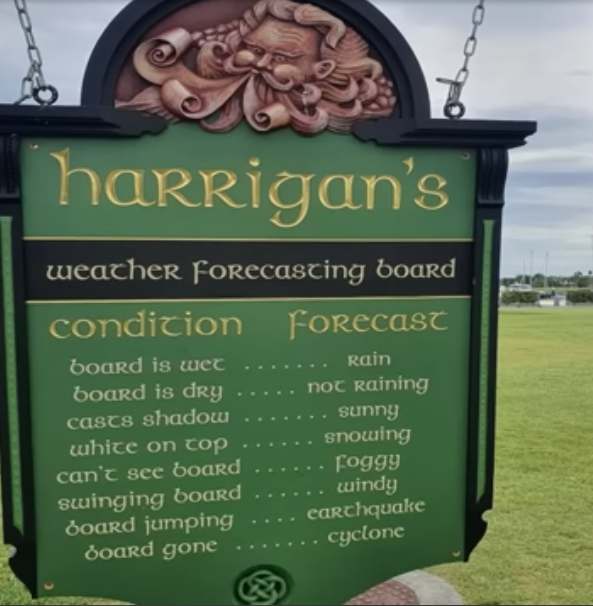 harrigan's
weather forecasting board
condition forecast
board is wet ....... rain
board is dry ..... not raining
casts shadow ....... sunny
white on top ...... snowing
can't see board ...... foggy
swinging board ...... windy
board jumping .... earthquake
board gone ....... cyclone